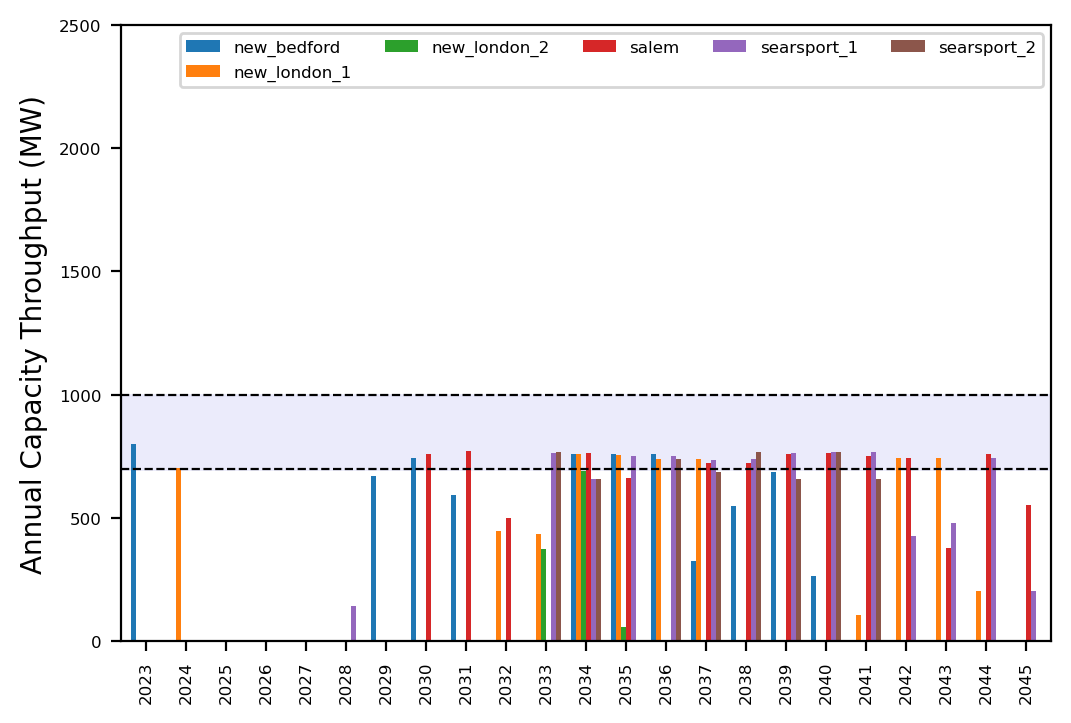 Annual Capacity Throughput (MW)
2500
2000
1500
1000
500
0
new_bedford new_london_2 salem searsport_1 searsport_2
new_london_1
2023 2024 2025 2026 2027 2028 2029 2030 2031 2032 2033 2034 2035 2036 2037 2038 2039 2040 2041 2042 2043 2044 2045